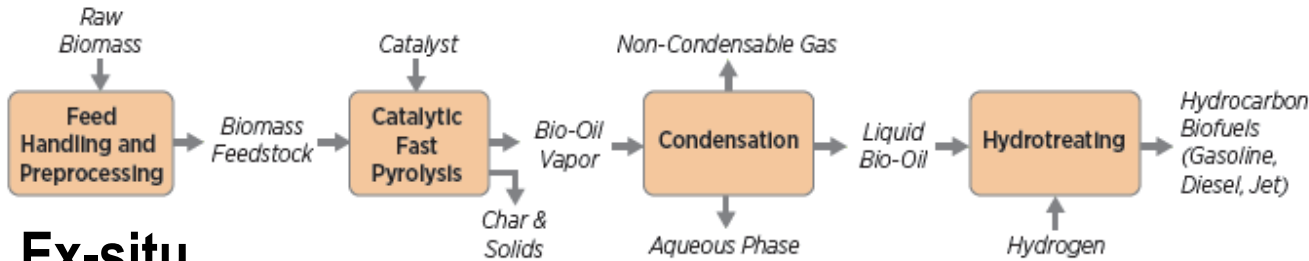 Raw
Biomass
Feed
Handling and
Preprocessing
Biomass
Feedstock
Catalyst
Catalytic
Fast
Pyrolysis
Char &
Solids
Bio-Oil
Vapor
Non-Condensable Gas
Condensation
Aqueous Phase
Liquid
Bio-Oil
Hydrotreating
Hydrogen
Hydrocarbon
Biofuels
(Gasoline,
Diesel, Jet)
Ex-situ